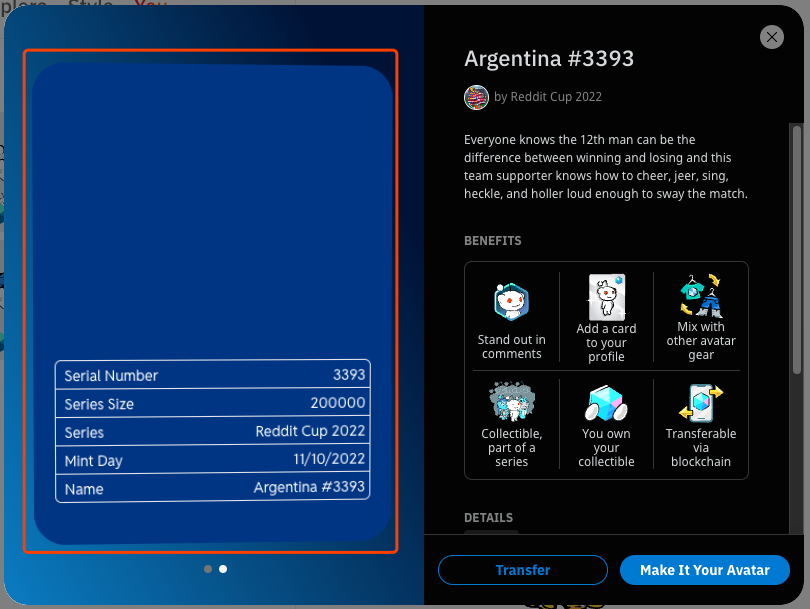 plore Style You
Argentina #3393
by Reddit Cup 2022
Everyone knows the 12th man can be the
difference between winning and losing and this
team supporter knows how to cheer, jeer, sing,
heckle, and holler loud enough to sway the match.
BENEFITS
Stand out in
comments
Add a card
to your
profile
Mix with
other avatar
gear
Collectible,
part of a
series
You own
your
collectible
Transferable
via
blockchain
DETAILS
Transfer
Make It Your Avatar
Serial Number 3393
Series Size 200000
Series Reddit Cup 2022
Mint Day 11/10/2022
Name Argentina #3393